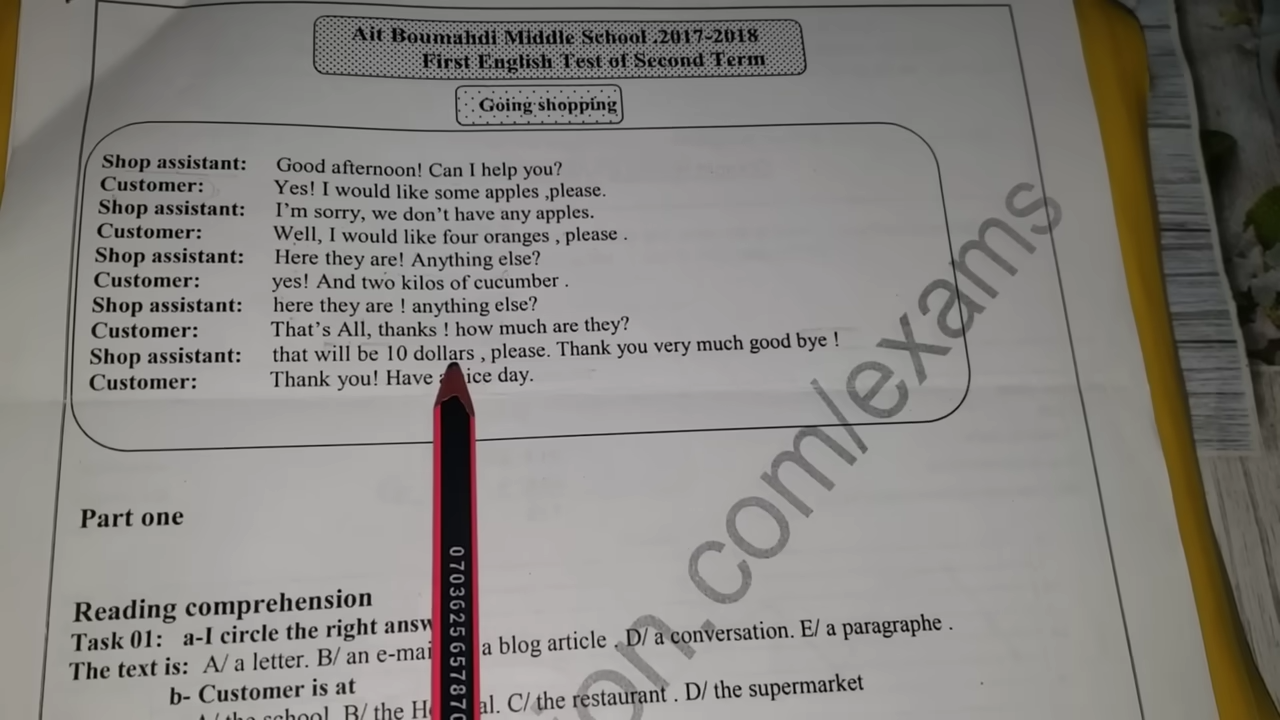 Ait Boumahdi Middle School .2017-2018
First English Test of Second Term
Going shopping
Shop assistant: Good afternoon! Can I help you?
Customer: Yes! I would like some apples ,please.
Shop assistant: I'm sorry, we don't have any apples.
Customer: Well, I would like four oranges , please .
Shop assistant: Here they are! Anything else?
Customer: yes! And two kilos of cucumber .
Shop assistant: here they are ! anything else?
Customer: That's All, thanks ! how much are they?
Shop assistant: that will be 10 dollars , please. Thank you very much good bye !
Customer: Thank you! Have day.
Part one
Reading comprehension
Task 01: a-I circle the right
The text is: A/ a letter. B/ an a blog article . D/ a conversation. E/ a paragraphe .
b- Customer is at
school. B/ the C/ the restaurant . D/ the supermarket
.com/exams
070362565787